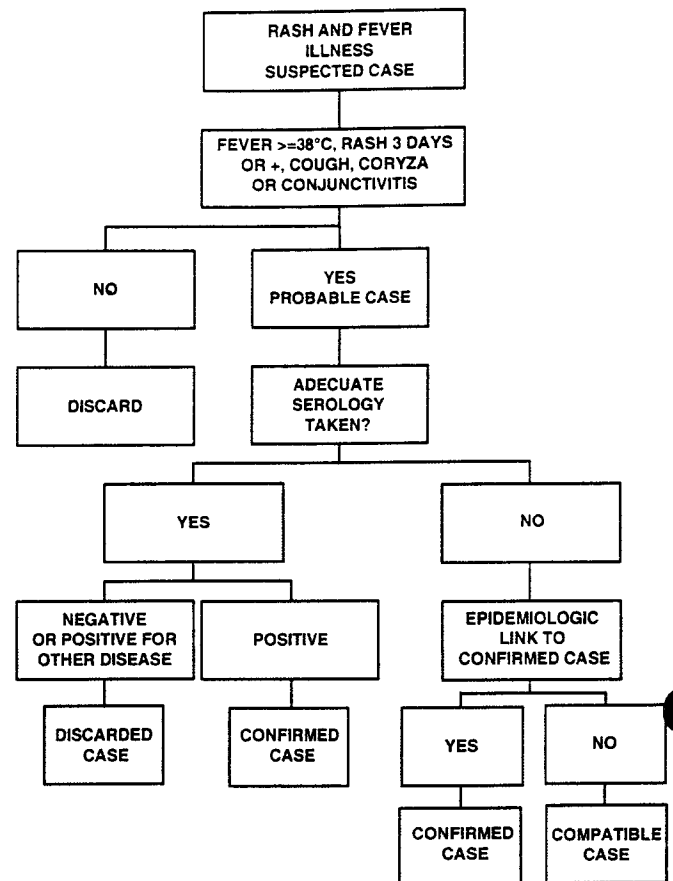 RASH AND FEVER
ILLNESS
SUSPECTED CASE
FEVER >=38°C, RASH 3 DAYS
OR +, COUGH, CORYZA
OR CONJUNCTIVITIS
NO
YES
PROBABLE CASE
DISCARD
ADECUATE
SEROLOGY
TAKEN?
YES
NO
NEGATIVE
OR POSITIVE FOR
OTHER DISEASE
POSITIVE
EPIDEMIOLOGIC
LINK TO
CONFIRMED CASE
DISCARDED
CASE
CONFIRMED
CASE
YES
NO
CONFIRMED
CASE
COMPATIBLE
CASE